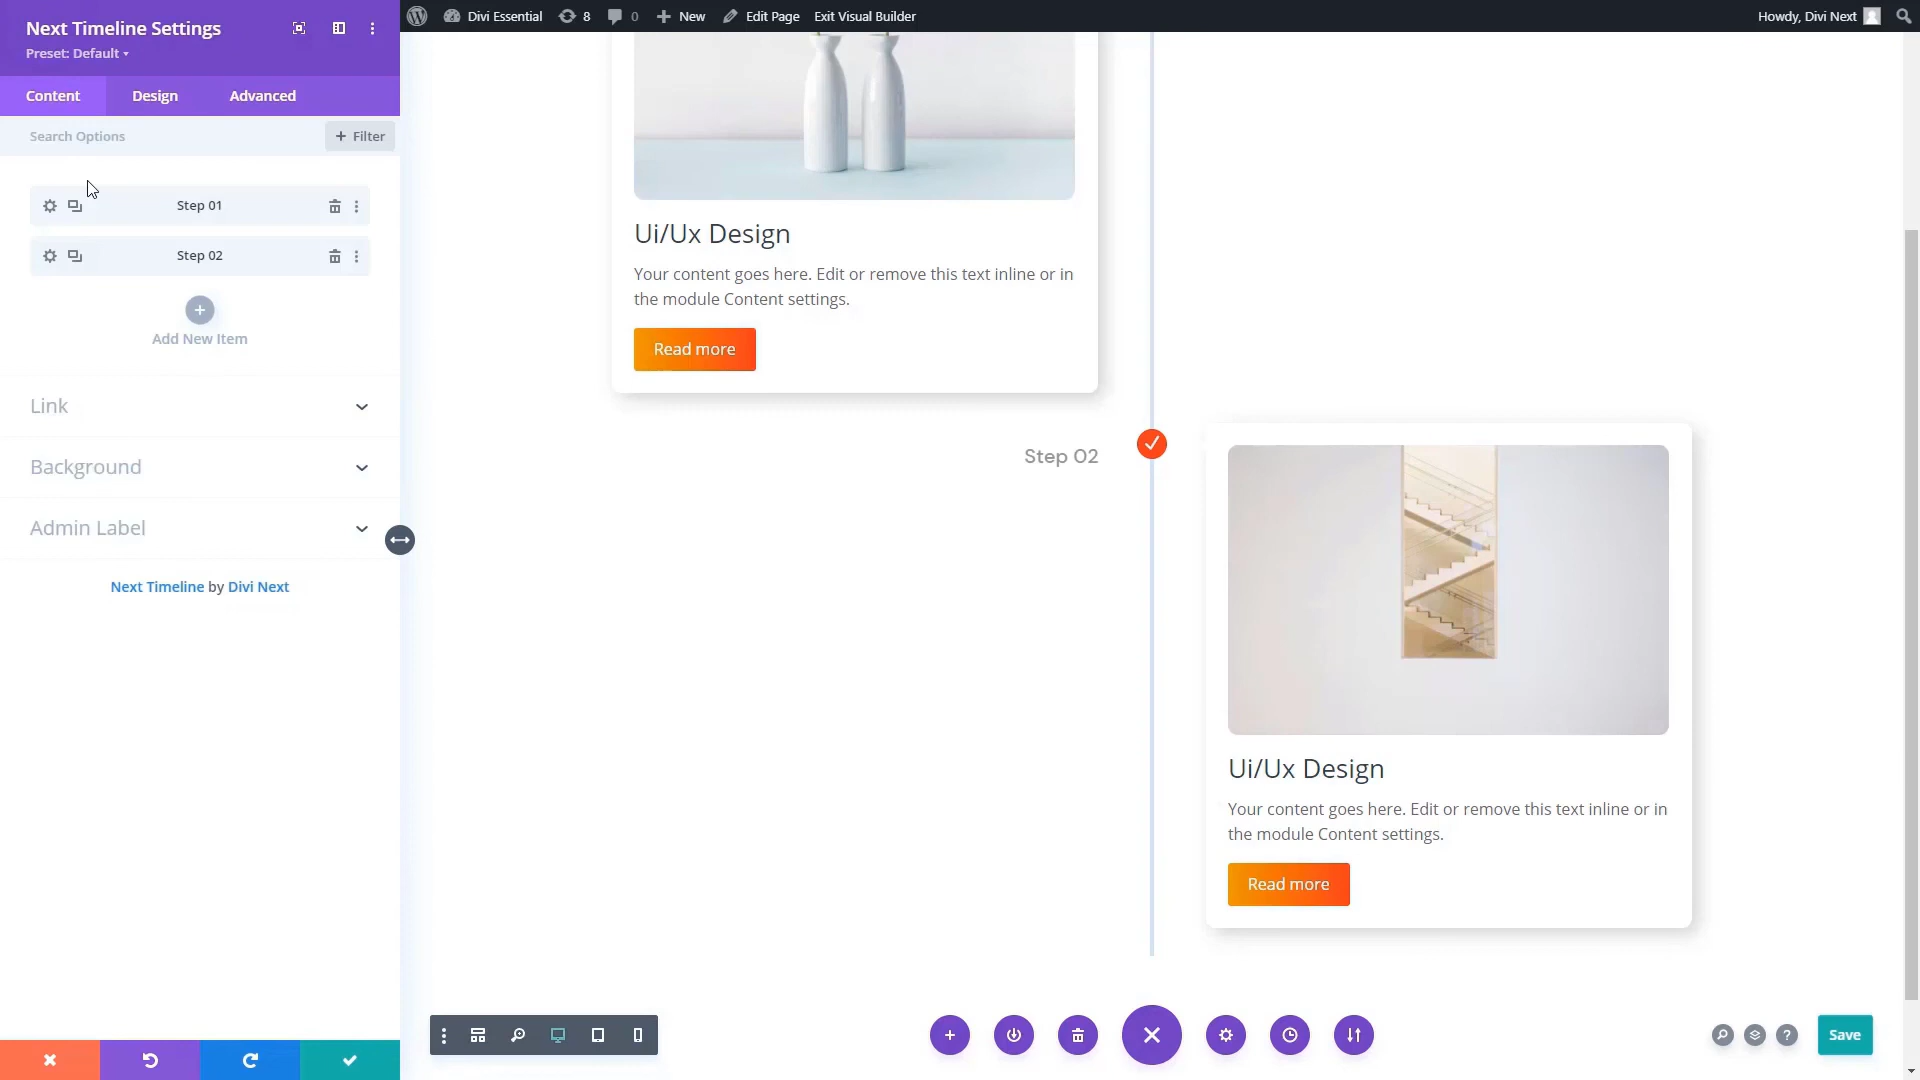 Next Timeline Settings
Preset: Default
Content
Design
Advanced
Search Options
+ Filter
Step 01
Step 02
Add New Item
Link
Background
Admin Label
Next Timeline by Divi Next
Divi Essential
8
0
New
Edit Page
Exit Visual Builder
Howdy, Divi Next
Ui/Ux Design
Your content goes here. Edit or remove this text inline or in
the module Content settings.
Read more
Step 02
Ui/Ux Design
Your content goes here. Edit or remove this text inline or in
the module Content settings.
Read more
?
Save